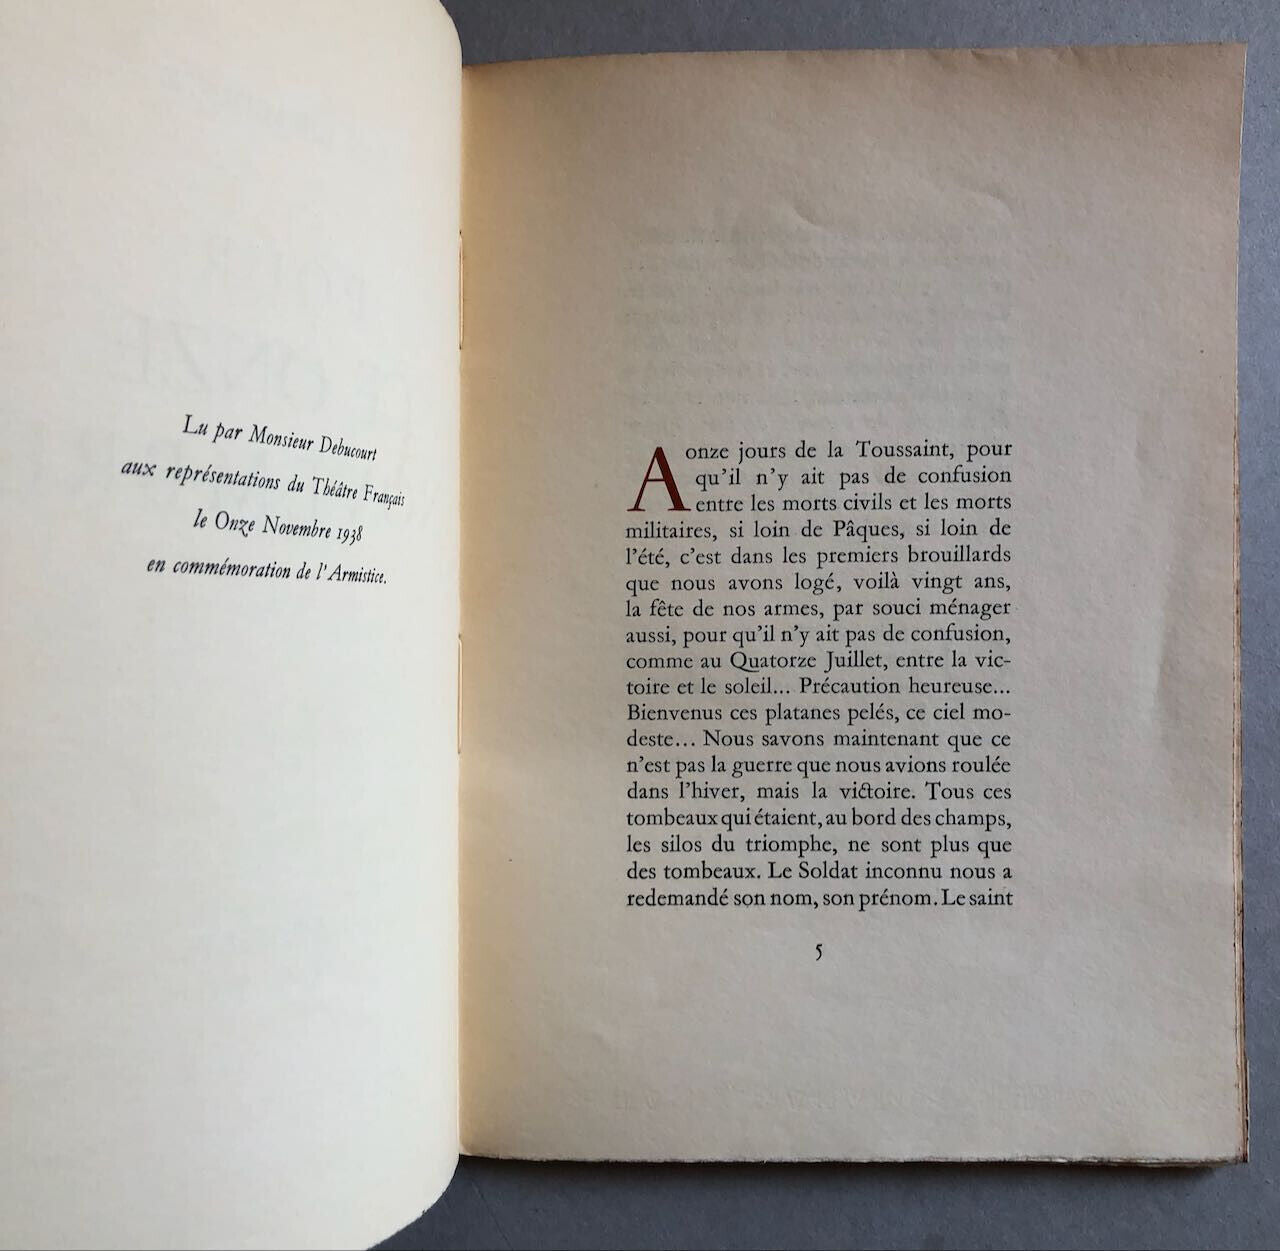 Lu par Monsieur Debucourt
aux représentations du Théâtre Français
le Onze Novembre 1938
en commémoration de l'Armistice.
A onze jours de la Toussaint, pour
qu'il n'y ait pas de confusion
entre les morts civils et les morts
militaires, si loin de Pâques, si loin de
l'été, c'est dans les premiers brouillards
que nous avons logé, voilà vingt ans,
la fête de nos armes, par souci ménager
aussi, pour qu'il n'y ait pas de confusion,
comme au Quatorze Juillet, entre la vic-
toire et le soleil... Précaution heureuse...
Bienvenus ces platanes pelés, ce ciel mo-
deste... Nous savons maintenant que ce
n'est pas la guerre que nous avions roulée
dans l'hiver, mais la victoire. Tous ces
tombeaux qui étaient, au bord des champs,
les silos du triomphe, ne sont plus que
des tombeaux. Le Soldat inconnu nous a
redemandé son nom, son prénom. Le saint
5